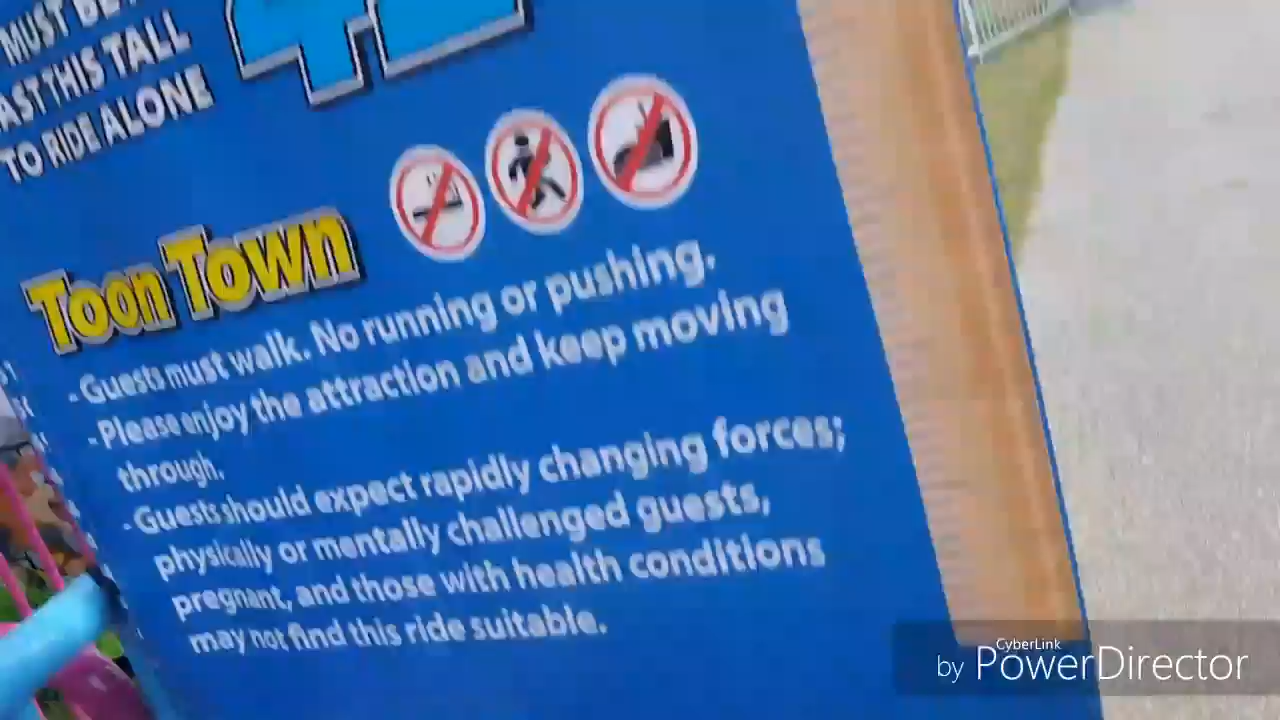 MUST BE
THIS TALL
TO RIDE ALONE
42
Toon Town
- Guests must walk. No running or pushing.
- Please enjoy the attraction and keep moving
through.
- Guests should expect rapidly changing forces;
physically or mentally challenged guests,
pregnant, and those with health conditions
may not find this ride suitable.
CyberLink
by PowerDirector